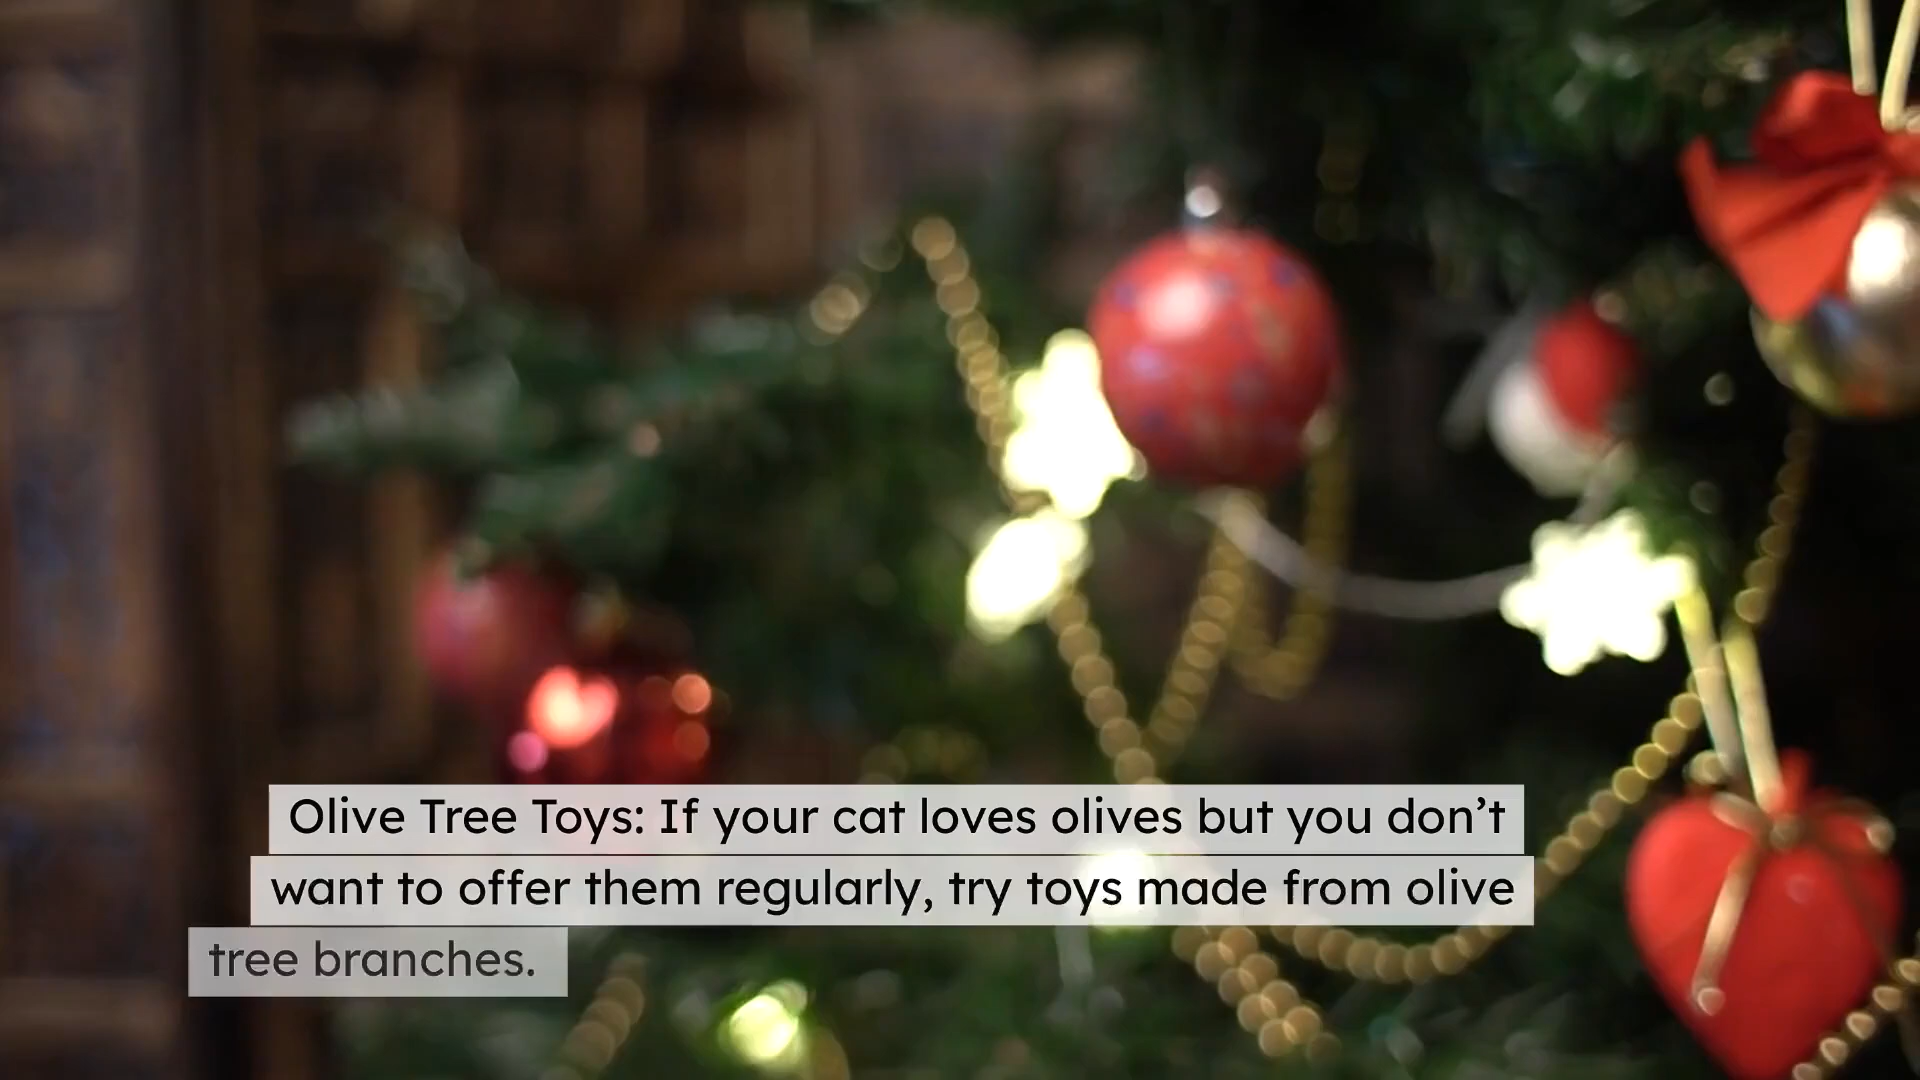 Olive Tree Toys: If your cat loves olives but you don’t
want to offer them regularly, try toys made from olive
tree branches.